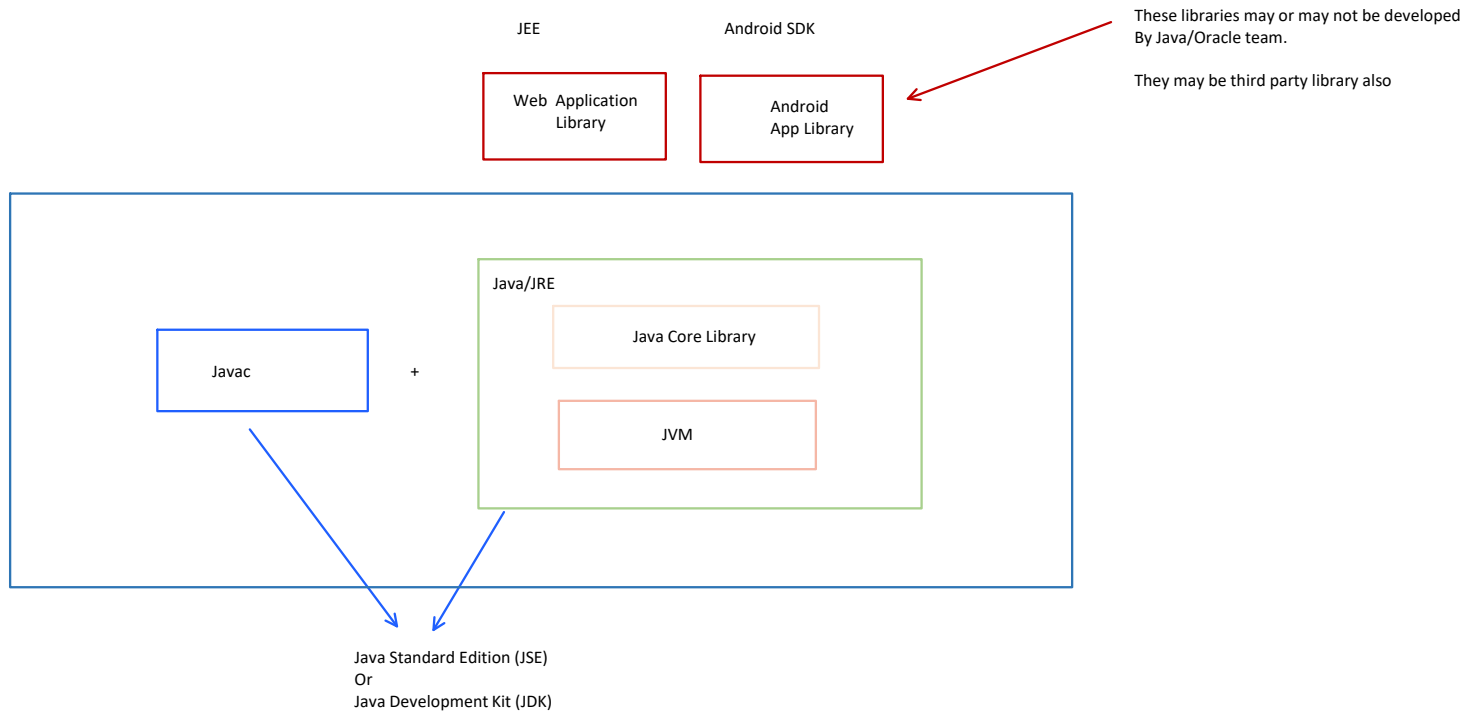 JEE
Android SDK
These libraries may or may not be developed
By Java/Oracle team.
They may be third party library also
Web Application
Library
Android
App Library
Java/JRE
Java Core Library
Javac
+
JVM
Java Standard Edition (JSE)
Or
Java Development Kit (JDK)